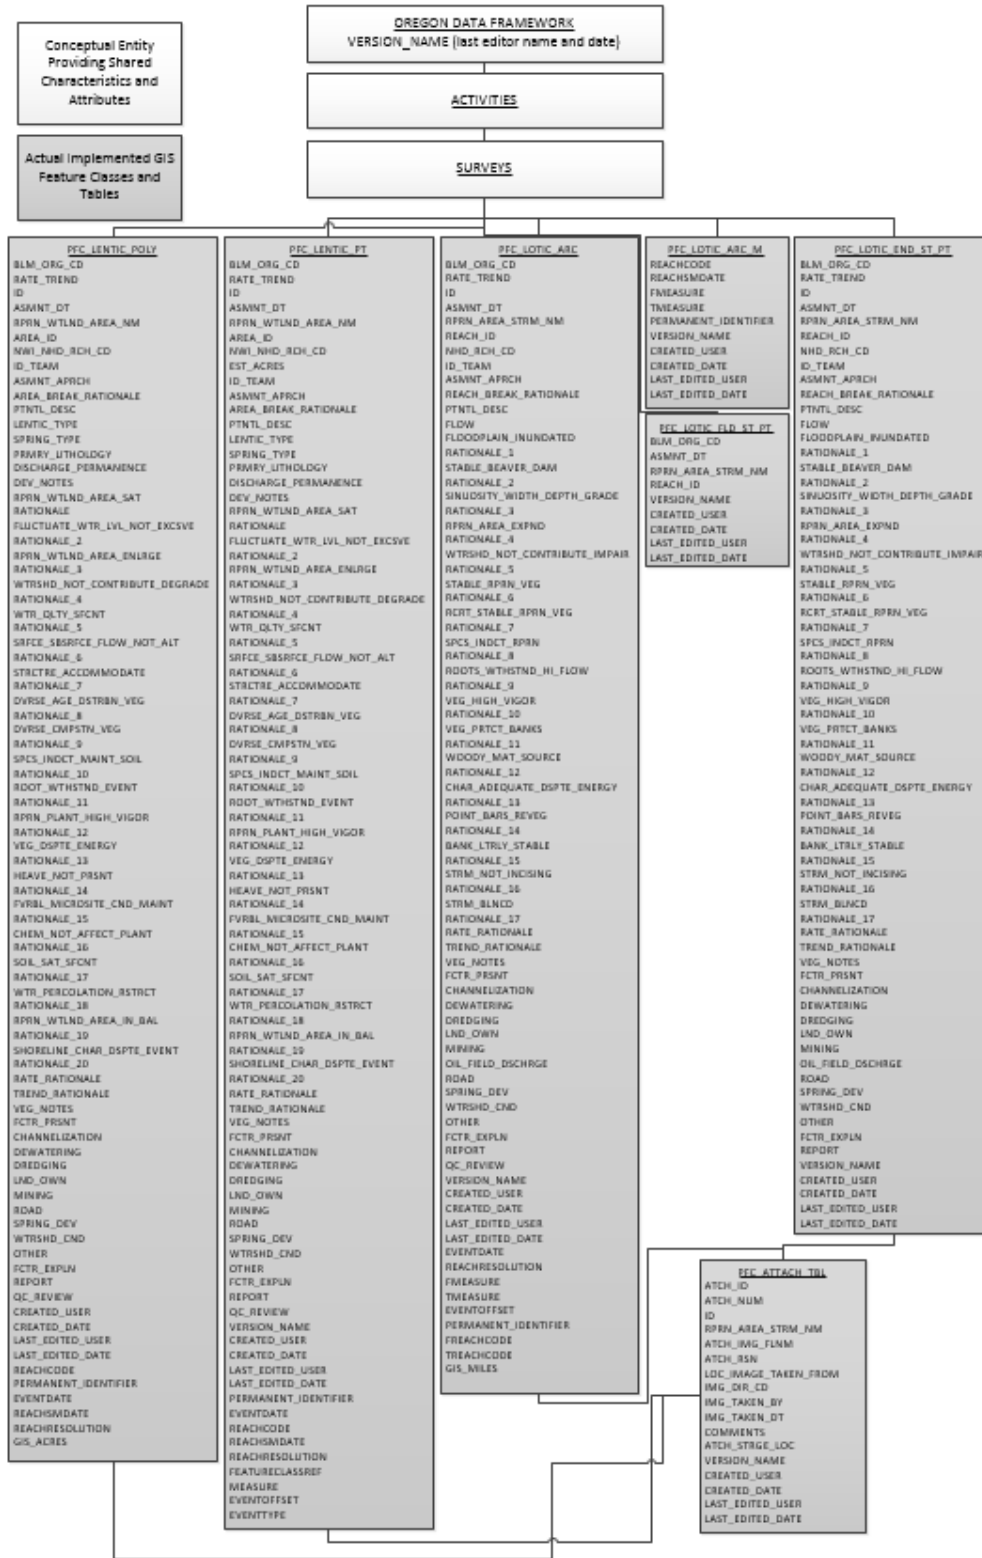 OREGON DATA FRAMEWORK
VERSION_NAME (last editor name and date)
Conceptual Entity
Providing Shared
Characteristics and
Attributes
ACTIVITIES
Actual Implemented GIS
Feature Classes and
Tables
SURVEYS
PFC_LENTIC_POLY
BLM_ORG_CD
RATE_TREND
ID
ASMNT_DT
RPRN_WTLND_AREA_NM
AREA_ID
NWI_NHD_RCH_CD
ID_TEAM
ASMNT_APRCH
AREA_BREAK_RATIONALE
PTNTL_DESC
LENTIC_TYPE
SPRING_TYPE
PRMRY_LITHOLOGY
DISCHARGE_PERMANENCE
DEV_NOTES
RPRN_WTLND_AREA_SAT
RATIONALE
FLUCTUATE_WTR_LVL_NOT_EXCSVE
RATIONALE_2
RPRN_WTLND_AREA_ENLRGE
RATIONALE_3
WTRSHD_NOT_CONTRIBUTE_DEGRADE
RATIONALE_4
WTR_QLTY_SFCNT
RATIONALE_5
SRFCE_SBSRFCE_FLOW_NOT_ALT
RATIONALE_6
STRCTRE_ACCOMMODATE
RATIONALE_7
DVRSE_AGE_DSTRBN_VEG
RATIONALE_8
DVRSE_CMPSTN_VEG
RATIONALE_9
SPCS_INDCT_MAINT_SOIL
RATIONALE_10
ROOT_WTHSTND_EVENT
RATIONALE_11
RPRN_PLANT_HIGH_VIGOR
RATIONALE_12
VEG_DSPTE_ENERGY
RATIONALE_13
HEAVE_NOT_PRSNT
RATIONALE_14
FVRBL_MICROSITE_CND_MAINT
RATIONALE_15
CHEM_NOT_AFFECT_PLANT
RATIONALE_16
SOIL_SAT_SFCNT
RATIONALE_17
WTR_PERCOLATION_RSTRCT
RATIONALE_18
RPRN_WTLND_AREA_IN_BAL
RATIONALE_19
SHORELINE_CHAR_DSPTE_EVENT
RATIONALE_20
RATE_RATIONALE
TREND_RATIONALE
VEG_NOTES
FCTR_PRSNT
CHANNELIZATION
DEWATERING
DREDGING
LND_OWN
MINING
ROAD
SPRING_DEV
WTRSHD_CND
OTHER
FCTR_EXPLN
REPORT
QC_REVIEW
CREATED_USER
CREATED_DATE
LAST_EDITED_USER
LAST_EDITED_DATE
REACHCODE
PERMANENT_IDENTIFIER
EVENTDATE
REACHSMDATE
REACHRESOLUTION
GIS_ACRES
PFC_LENTIC_PT
BLM_ORG_CD
RATE_TREND
ID
ASMNT_DT
RPRN_WTLND_AREA_NM
AREA_ID
NWI_NHD_RCH_CD
EST_ACRES
ID_TEAM
ASMNT_APRCH
AREA_BREAK_RATIONALE
PTNTL_DESC
LENTIC_TYPE
SPRING_TYPE
PRMRY_LITHOLOGY
DISCHARGE_PERMANENCE
DEV_NOTES
RPRN_WTLND_AREA_SAT
RATIONALE
FLUCTUATE_WTR_LVL_NOT_EXCSVE
RATIONALE_2
RPRN_WTLND_AREA_ENLRGE
RATIONALE_3
WTRSHD_NOT_CONTRIBUTE_DEGRADE
RATIONALE_4
WTR_QLTY_SFCNT
RATIONALE_5
SRFCE_SBSRFCE_FLOW_NOT_ALT
RATIONALE_6
STRCTRE_ACCOMMODATE
RATIONALE_7
DVRSE_AGE_DSTRBN_VEG
RATIONALE_8
DVRSE_CMPSTN_VEG
RATIONALE_9
SPCS_INDCT_MAINT_SOIL
RATIONALE_10
ROOT_WTHSTND_EVENT
RATIONALE_11
RPRN_PLANT_HIGH_VIGOR
RATIONALE_12
VEG_DSPTE_ENERGY
RATIONALE_13
HEAVE_NOT_PRSNT
RATIONALE_14
FVRBL_MICROSITE_CND_MAINT
RATIONALE_15
CHEM_NOT_AFFECT_PLANT
RATIONALE_16
SOIL_SAT_SFCNT
RATIONALE_17
WTR_PERCOLATION_RSTRCT
RATIONALE_18
RPRN_WTLND_AREA_IN_BAL
RATIONALE_19
SHORELINE_CHAR_DSPTE_EVENT
RATIONALE_20
RATE_RATIONALE
TREND_RATIONALE
VEG_NOTES
FCTR_PRSNT
CHANNELIZATION
DEWATERING
DREDGING
LND_OWN
MINING
ROAD
SPRING_DEV
WTRSHD_CND
OTHER
FCTR_EXPLN
REPORT
QC_REVIEW
VERSION_NAME
CREATED_USER
CREATED_DATE
LAST_EDITED_USER
LAST_EDITED_DATE
PERMANENT_IDENTIFIER
EVENTDATE
REACHCODE
REACHSMDATE
REACHRESOLUTION
FEATURECLASSREF
MEASURE
EVENTOFFSET
EVENTTYPE
PFC_LOTIC_ARC
BLM_ORG_CD
RATE_TREND
ID
ASMNT_DT
RPRN_AREA_STRM_NM
REACH_ID
NHD_RCH_CD
ID_TEAM
ASMNT_APRCH
REACH_BREAK_RATIONALE
PTNTL_DESC
FLOW
FLOODPLAIN_INUNDATED
RATIONALE_1
STABLE_BEAVER_DAM
RATIONALE_2
SINUOSITY_WIDTH_DEPTH_GRADE
RATIONALE_3
RPRN_AREA_EXPND
RATIONALE_4
WTRSHD_NOT_CONTRIBUTE_IMPAIR
RATIONALE_5
STABLE_RPRN_VEG
RATIONALE_6
RCRT_STABLE_RPRN_VEG
RATIONALE_7
SPCS_INDCT_RPRN
RATIONALE_8
ROOTS_WTHSTND_HI_FLOW
RATIONALE_9
VEG_HIGH_VIGOR
RATIONALE_10
VEG_PRTCT_BANKS
RATIONALE_11
WOODY_MAT_SOURCE
RATIONALE_12
CHAR_ADEQUATE_DSPTE_ENERGY
RATIONALE_13
POINT_BARS_REVEG
RATIONALE_14
BANK_LTRLY_STABLE
RATIONALE_15
STRM_NOT_INCISING
RATIONALE_16
STRM_BLNCD
RATIONALE_17
RATE_RATIONALE
TREND_RATIONALE
VEG_NOTES
FCTR_PRSNT
CHANNELIZATION
DEWATERING
DREDGING
LND_OWN
MINING
OIL_FIELD_DSCHRGE
ROAD
SPRING_DEV
WTRSHD_CND
OTHER
FCTR_EXPLN
REPORT
QC_REVIEW
VERSION_NAME
CREATED_USER
CREATED_DATE
LAST_EDITED_USER
LAST_EDITED_DATE
EVENTDATE
REACHRESOLUTION
FMEASURE
TMEASURE
EVENTOFFSET
PERMANENT_IDENTIFIER
FREACHCODE
TREACHCODE
GIS_MILES
PFC_LOTIC_ARC_M
REACHCODE
REACHSMDATE
FMEASURE
TMEASURE
PERMANENT_IDENTIFIER
VERSION_NAME
CREATED_USER
CREATED_DATE
LAST_EDITED_USER
LAST_EDITED_DATE
PFC_LOTIC_FLD_ST_PT
BLM_ORG_CD
ASMNT_DT
RPRN_AREA_STRM_NM
REACH_ID
VERSION_NAME
CREATED_USER
CREATED_DATE
LAST_EDITED_USER
LAST_EDITED_DATE
PFC_LOTIC_END_ST_PT
BLM_ORG_CD
RATE_TREND
ID
ASMNT_DT
RPRN_AREA_STRM_NM
REACH_ID
NHD_RCH_CD
ID_TEAM
ASMNT_APRCH
REACH_BREAK_RATIONALE
PTNTL_DESC
FLOW
FLOODPLAIN_INUNDATED
RATIONALE_1
STABLE_BEAVER_DAM
RATIONALE_2
SINUOSITY_WIDTH_DEPTH_GRADE
RATIONALE_3
RPRN_AREA_EXPND
RATIONALE_4
WTRSHD_NOT_CONTRIBUTE_IMPAIR
RATIONALE_5
STABLE_RPRN_VEG
RATIONALE_6
RCRT_STABLE_RPRN_VEG
RATIONALE_7
SPCS_INDCT_RPRN
RATIONALE_8
ROOTS_WTHSTND_HI_FLOW
RATIONALE_9
VEG_HIGH_VIGOR
RATIONALE_10
VEG_PRTCT_BANKS
RATIONALE_11
WOODY_MAT_SOURCE
RATIONALE_12
CHAR_ADEQUATE_DSPTE_ENERGY
RATIONALE_13
POINT_BARS_REVEG
RATIONALE_14
BANK_LTRLY_STABLE
RATIONALE_15
STRM_NOT_INCISING
RATIONALE_16
STRM_BLNCD
RATIONALE_17
RATE_RATIONALE
TREND_RATIONALE
VEG_NOTES
FCTR_PRSNT
CHANNELIZATION
DEWATERING
DREDGING
LND_OWN
MINING
OIL_FIELD_DSCHRGE
ROAD
SPRING_DEV
WTRSHD_CND
OTHER
FCTR_EXPLN
REPORT
VERSION_NAME
CREATED_USER
CREATED_DATE
LAST_EDITED_USER
LAST_EDITED_DATE
PFC_ATTACH_TBL
ATCH_ID
ATCH_NUM
ID
RPRN_AREA_STRM_NM
ATCH_IMG_FLNM
ATCH_RSN
LOC_IMAGE_TAKEN_FROM
IMG_DIR_CD
IMG_TAKEN_BY
IMG_TAKEN_DT
COMMENTS
ATCH_STRGE_LOC
VERSION_NAME
CREATED_USER
CREATED_DATE
LAST_EDITED_USER
LAST_EDITED_DATE